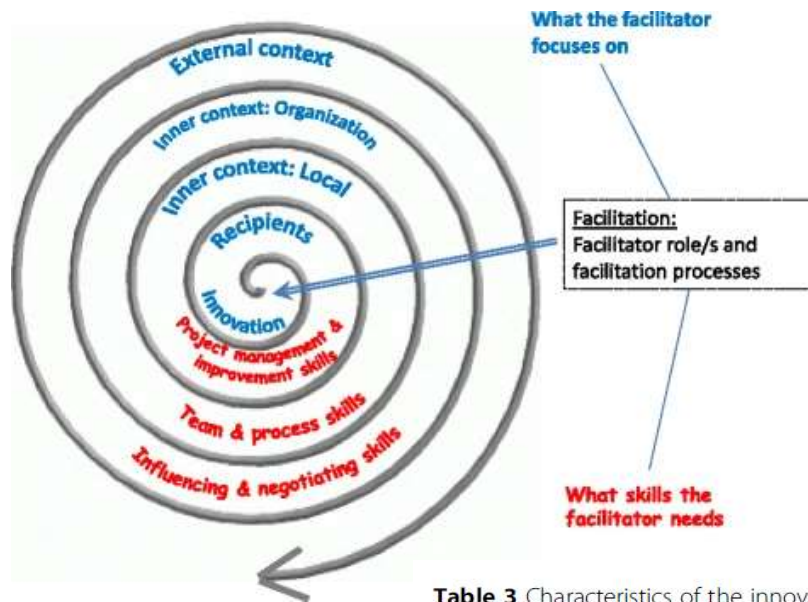 What the facilitator
focuses on
External context
Inner context: Organization
Inner context: Local
Recipients
Innovation
Project management &
improvement skills
Team & process skills
Influencing & negotiating skills
Facilitation:
Facilitator role/s and
facilitation processes
What skills the
facilitator needs
Table 3 Characteristics of the